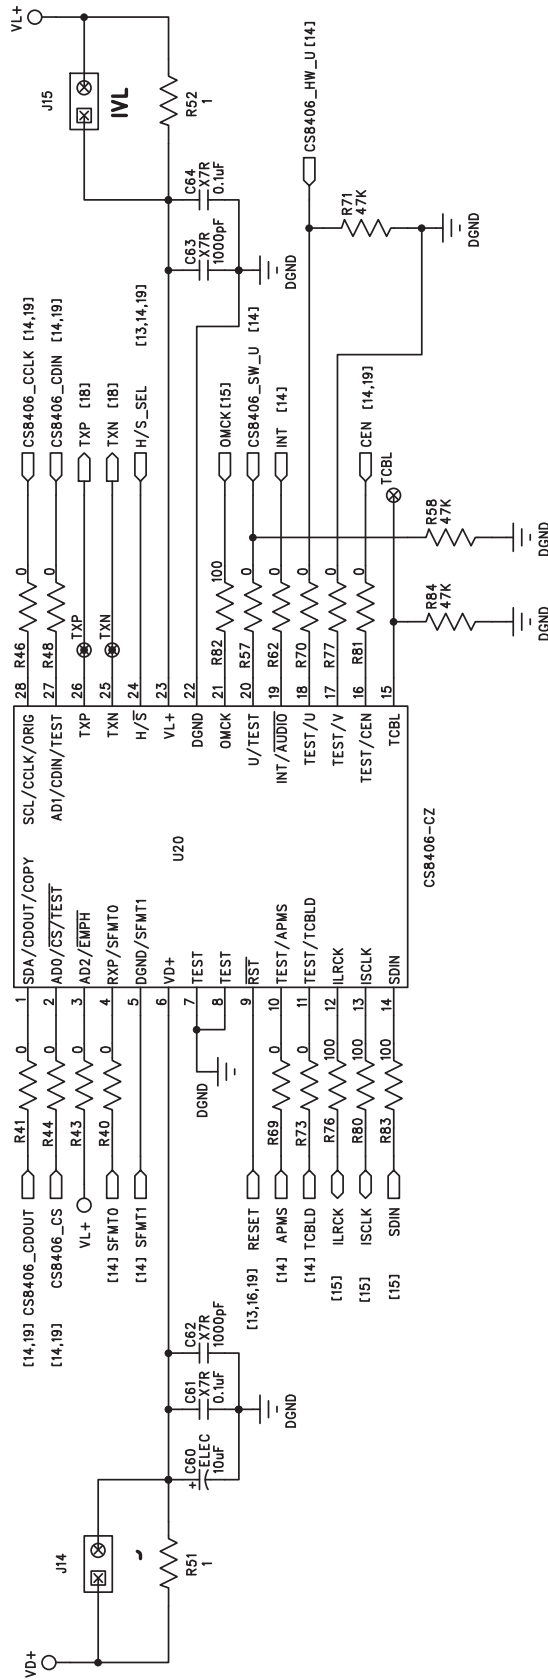 VD+
J14
R51
1
C60
ELEC
10uF
+
C61
X7R
0.1uF
C62
X7R
1000pF
DGND
[14,19] CS8406_CDOUT
R41
0
1
SDA/CDOUT/COPY
[14,19] CS8406_CS
R44
0
2
AD0/CS/TEST
VL+
R43
0
3
AD2/EMPH
[14] SFMT0
R40
0
4
RXP/SFMT0
[14] SFMT1
5
DGND/SFMT1
6
VD+
7
TEST
8
TEST
DGND
[13,16,19] RESET
9
RST
[14] APMS
R69
0
10
TEST/APMS
[14] TCBLD
R73
0
11
TEST/TCBLD
[15] ILRCK
R76
100
12
ILRCK
[15] ISCLK
R80
100
13
ISCLK
[15] SDIN
R83
100
14
SDIN
U20
CS8406-CZ
SCL/CCLK/ORIG
28
R46
0
CS8406_CCLK [14,19]
AD1/CDIN/TEST
27
R48
0
CS8406_CDIN [14,19]
TXP
26
TXP
TXP [18]
TXN
25
TXN
TXN [18]
H/S
24
H/S_SEL [13,14,19]
VL+
23
DGND
22
OMCK
21
R82
100
OMCK[15]
U/TEST
20
R57
0
CS8406_SW_U [14]
INT/AUDIO
19
R62
0
INT [14]
TEST/U
18
R70
0
CS8406_HW_U[14]
TEST/V
17
R77
0
TEST/CEN
16
R81
0
CEN [14,19]
TCBL
15
TCBL
R84
47K
DGND
R58
47K
DGND
R71
47K
DGND
C63
X7R
1000pF
C64
X7R
0.1uF
DGND
R52
1
J15
IVL
VL+